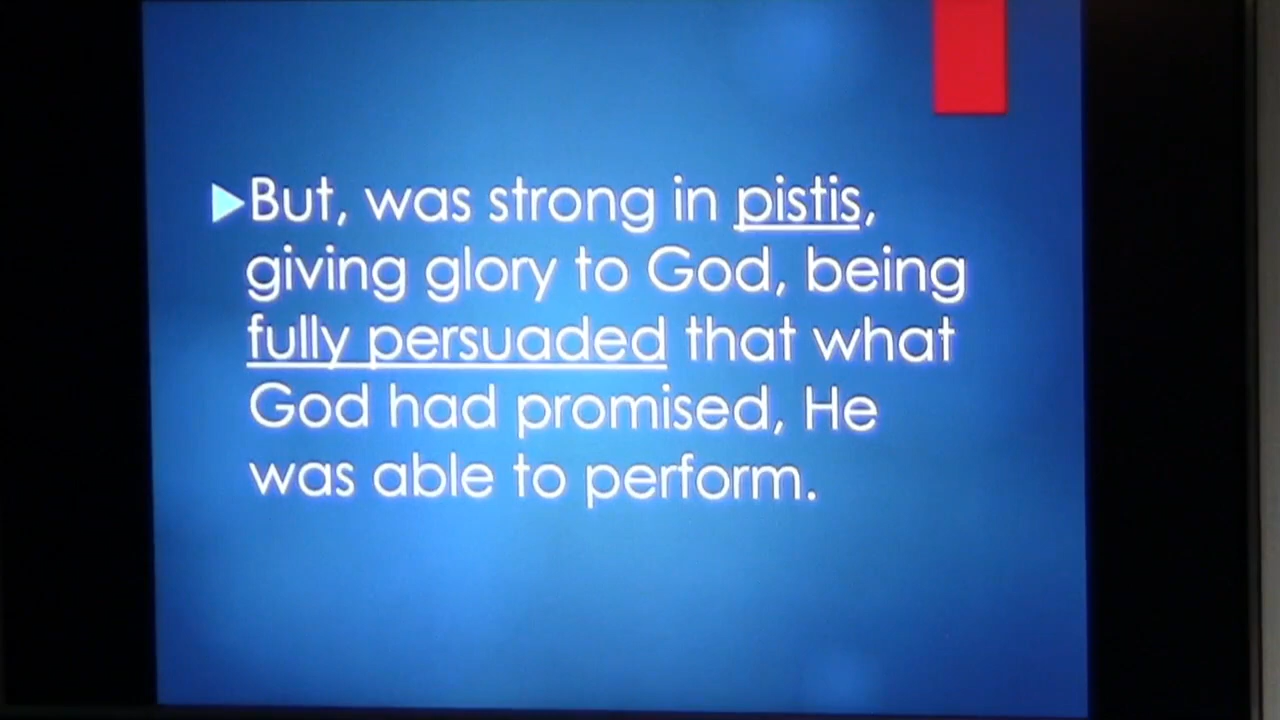 But, was strong in pistis,
giving glory to God, being
fully persuaded that what
God had promised, He
was able to perform.